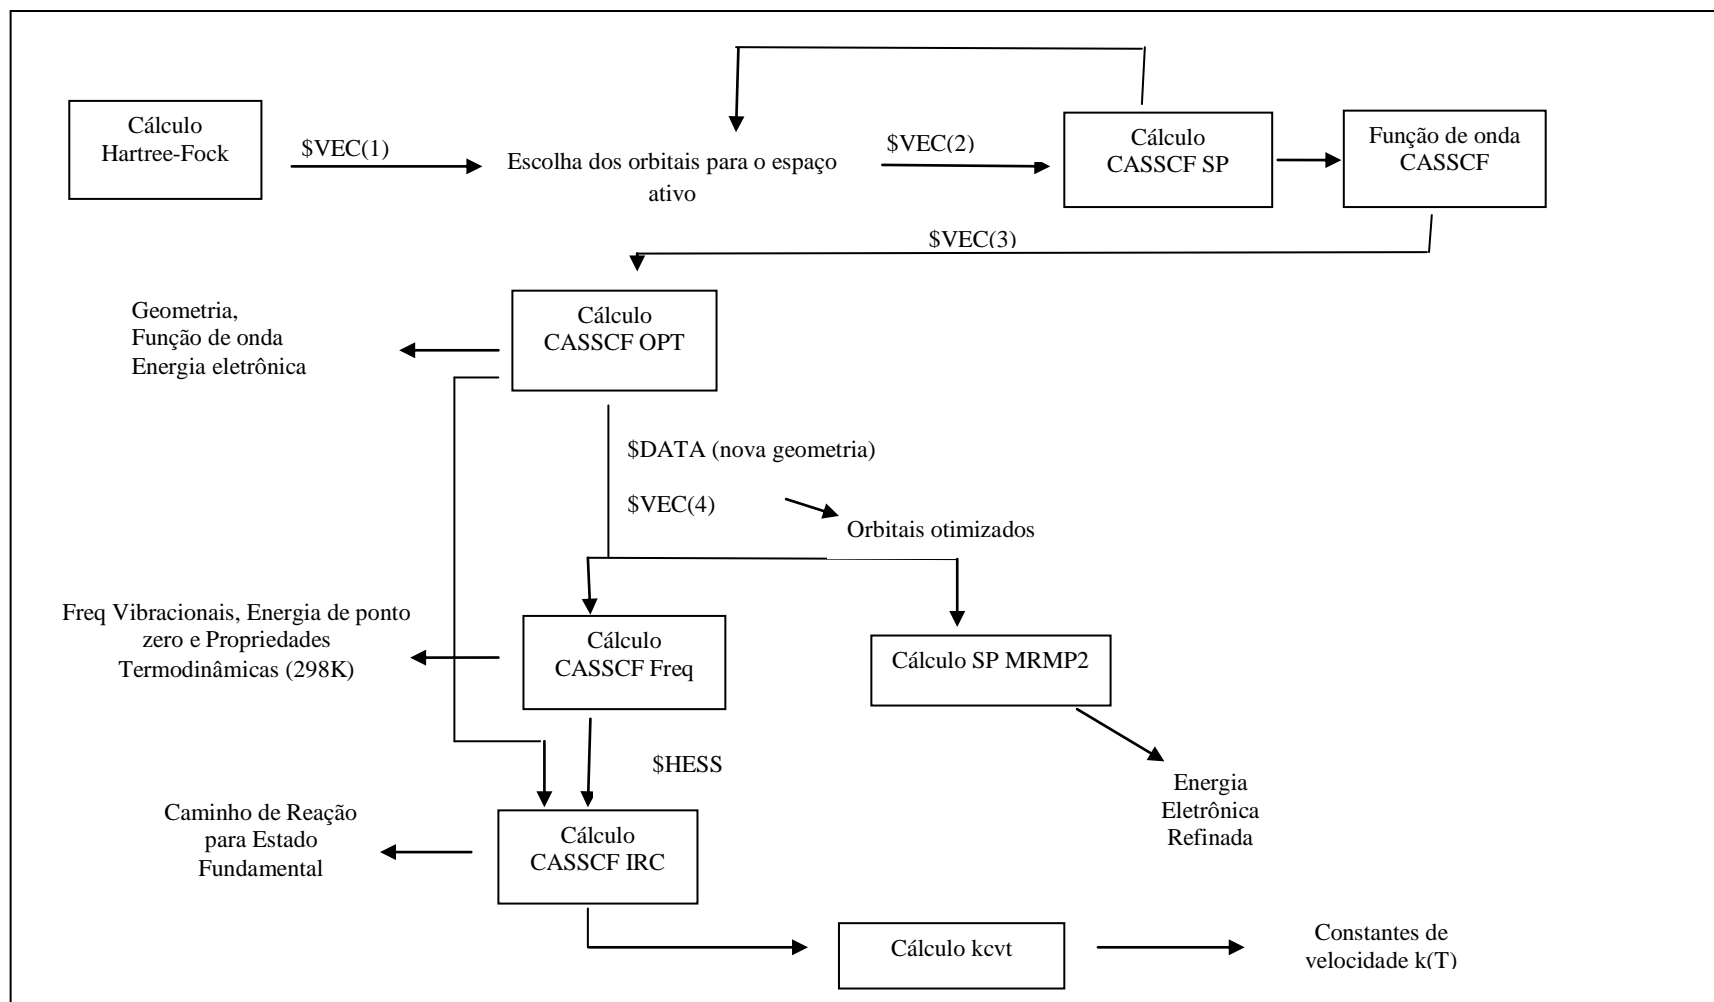 Cálculo
Hartree-Fock
$VEC(1)
Escolha dos orbitais para o espaço
ativo
$VEC(2)
Cálculo
CASSCF SP
Função de onda
CASSCF
$VEC(3)
Geometria,
Função de onda
Energia eletrônica
Cálculo
CASSCF OPT
$DATA (nova geometria)
$VEC(4)
Orbitais otimizados
Freq Vibracionais, Energia de ponto
zero e Propriedades
Termodinâmicas (298K)
Cálculo
CASSCF Freq
Cálculo SP MRMP2
$HESS
Energia
Eletrônica
Refinada
Caminho de Reação
para Estado
Fundamental
Cálculo
CASSCF IRC
Cálculo kcvt
Constantes de
velocidade k(T)